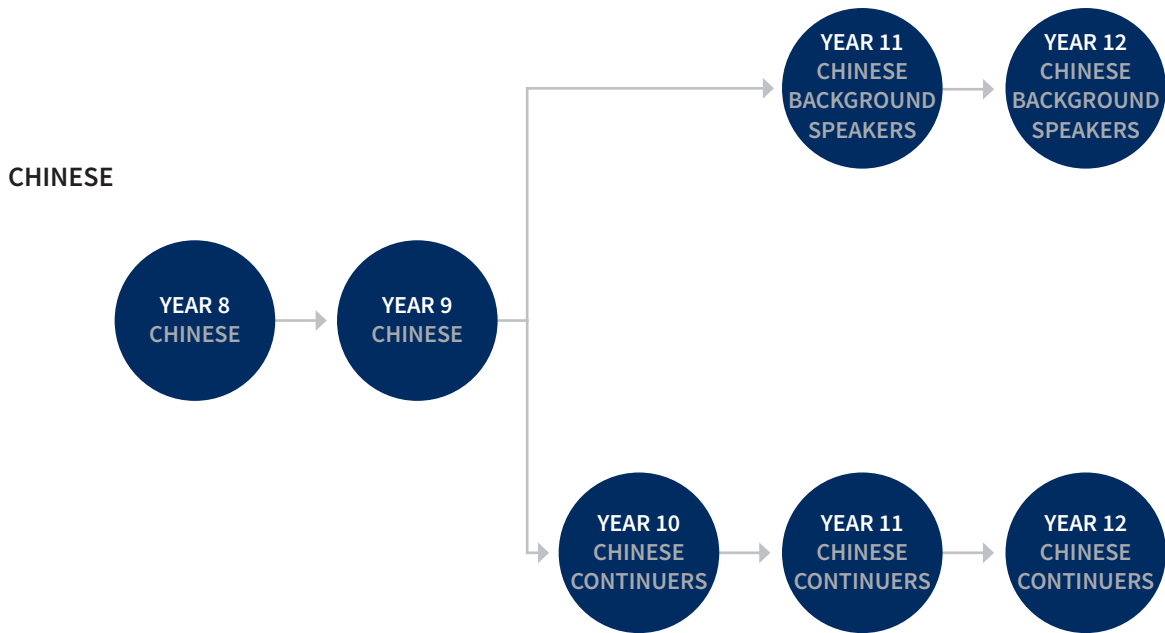 YEAR 11
CHINESE
BACKGROUND
SPEAKERS
YEAR 12
CHINESE
BACKGROUND
SPEAKERS
CHINESE
YEAR 8
CHINESE
YEAR 9
CHINESE
YEAR 10
CHINESE
CONTINUERS
YEAR 11
CHINESE
CONTINUERS
YEAR 12
CHINESE
CONTINUERS